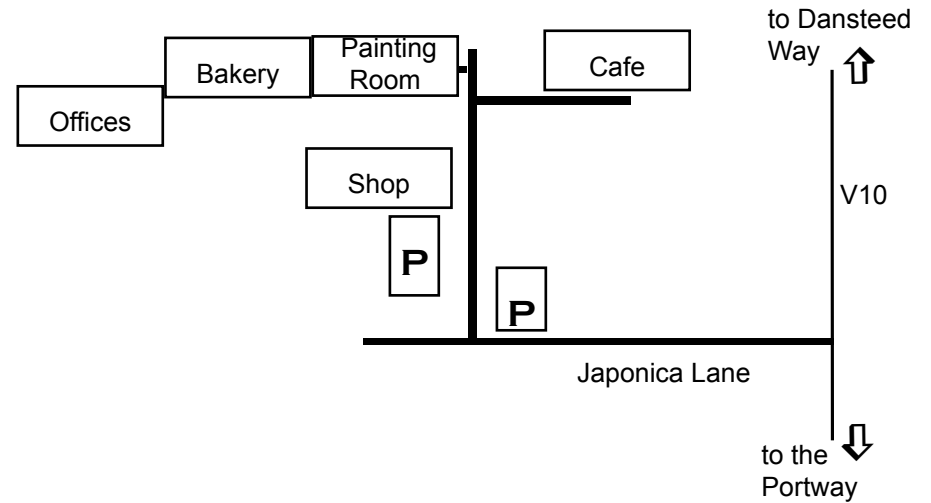 to Dansteed
Way
Painting
Room
Bakery
Cafe
Offices
Shop
V10
P
P
Japonica Lane
to the
Portway